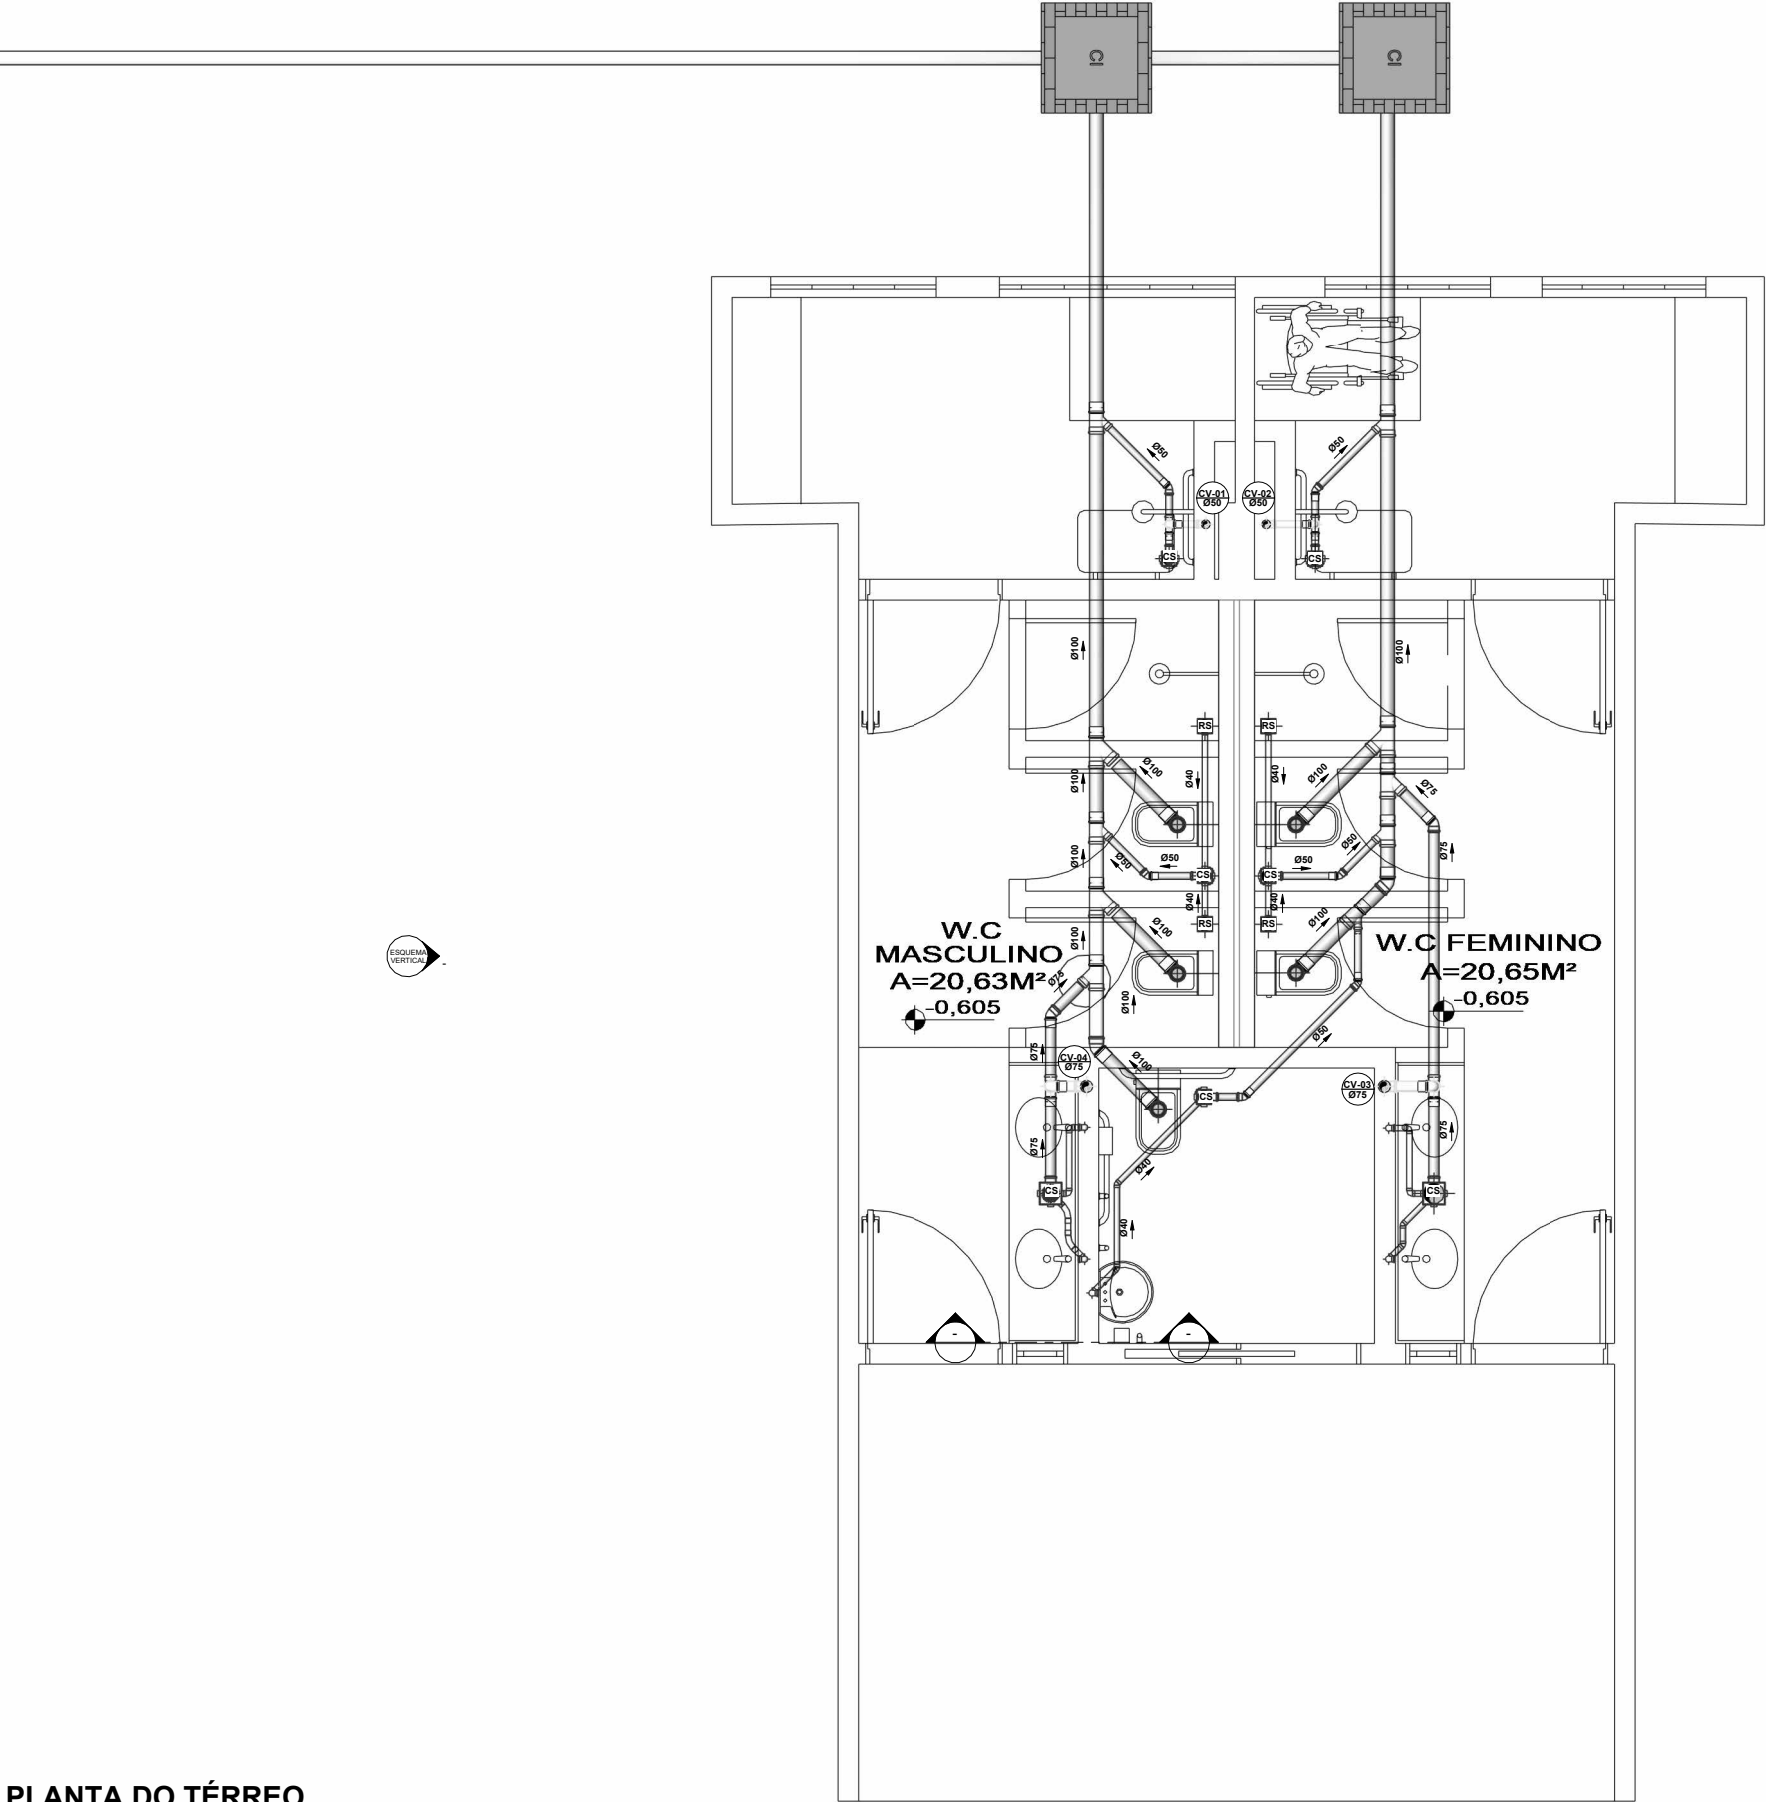 CI
CI
Ø50
Ø50
CV-01
Ø50
CV-02
Ø50
CS
CS
Ø100
Ø100
RS
RS
Ø100
Ø100
Ø40
Ø40
Ø100
Ø75
Ø100
Ø50
Ø50
Ø50
Ø50
Ø75
CS
CS
Ø40
Ø40
RS
RS
Ø100
Ø100
Ø100
W.C
MASCULINO
A=20,63M²
-0,605
W.C FEMININO
A=20,65M²
-0,605
ESQUEMA
VERTICAL
-
Ø75
Ø100
Ø50
Ø75
CV-04
Ø75
Ø100
CV-03
Ø75
CS
Ø75
Ø75
Ø40
CS
CS
Ø40
-
-
PLANTA DO TÉRREO